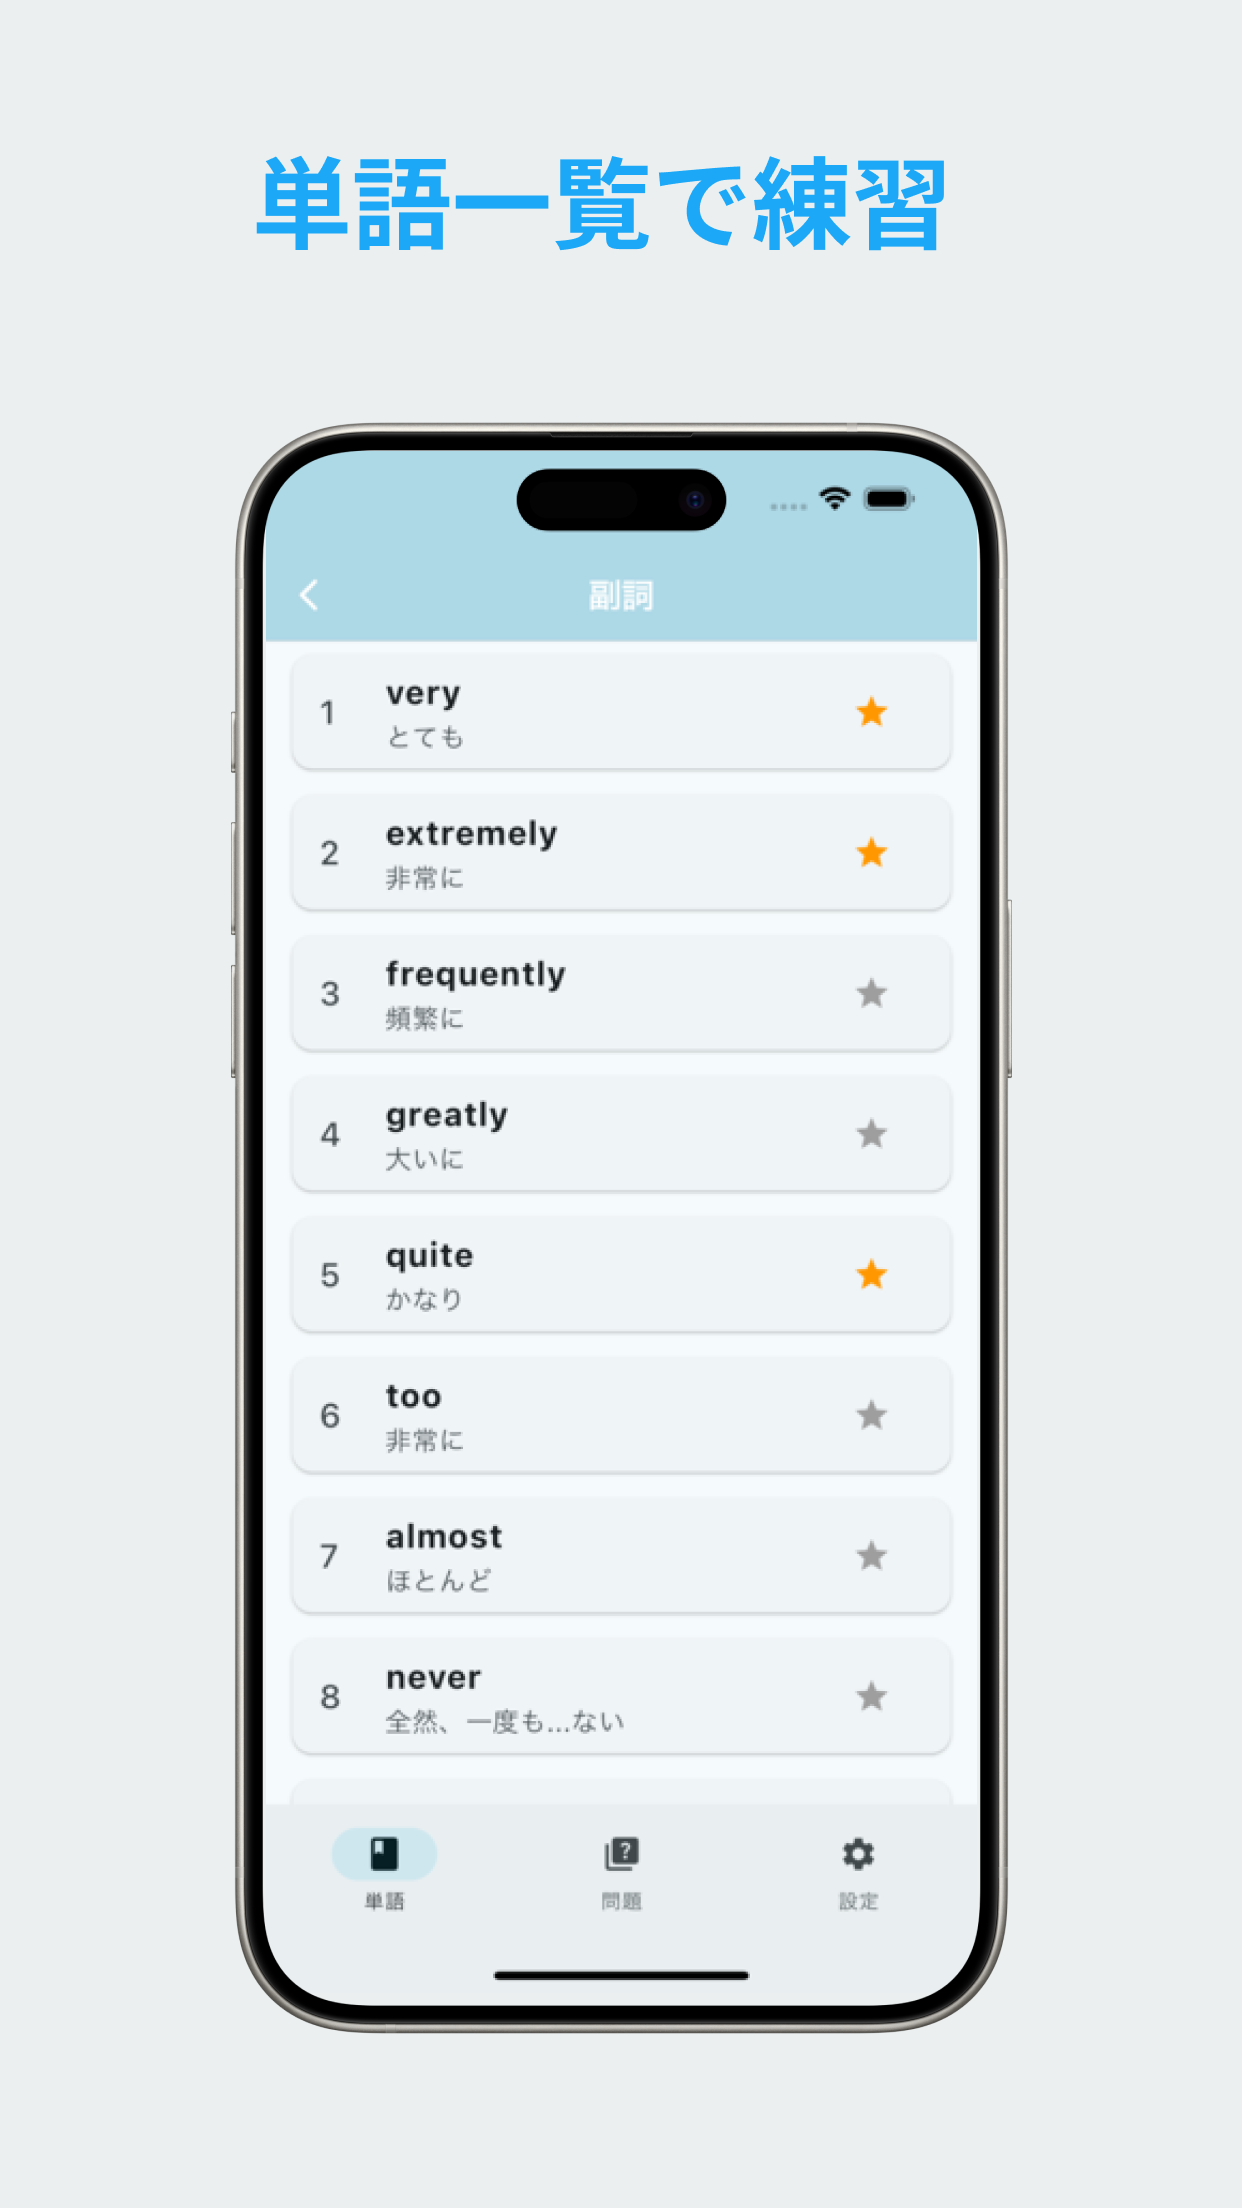 単語一覧で練習
副詞
1
very
とても
2
extremely
非常に
3
frequently
頻繁に
4
greatly
大いに
5
quite
かなり
6
too
非常に
7
almost
ほとんど
8
never
全然、一度も...ない
単語
問題
設定